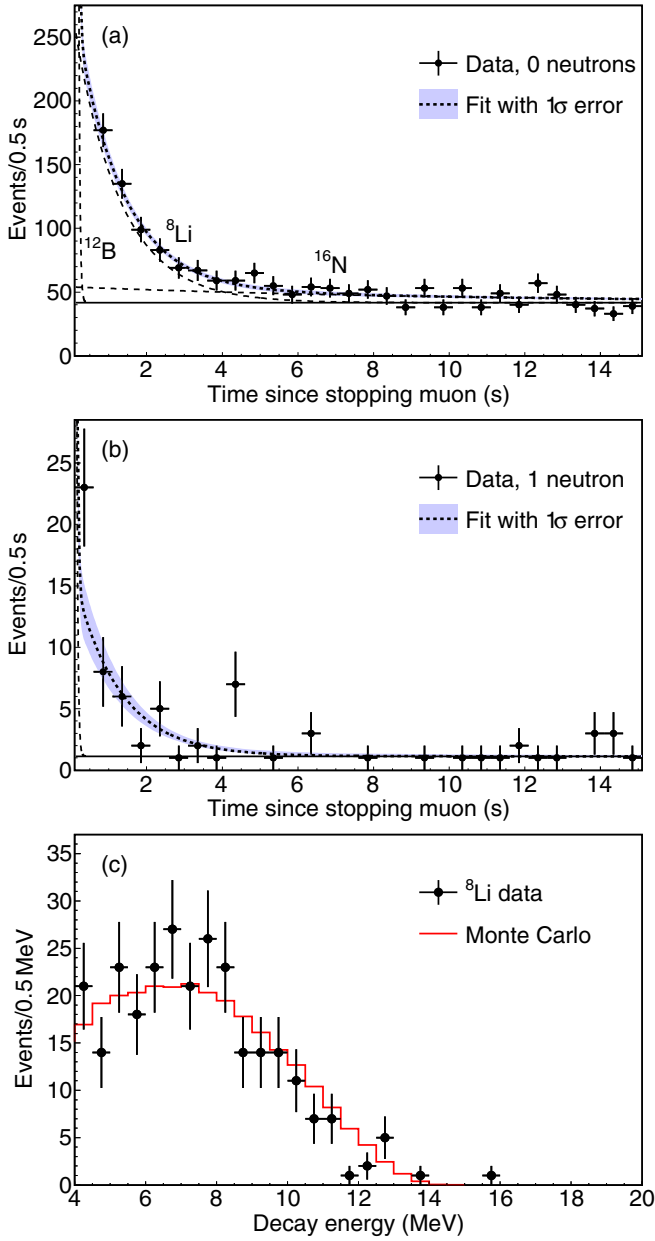 (a)
Data, 0 neutrons
Fit with 1σ error
¹²B
⁸Li
¹⁶N
Events/0.5 s
250
200
150
100
50
0
2 4 6 8 10 12 14
Time since stopping muon (s)
(b)
Data, 1 neutron
Fit with 1σ error
Events/0.5 s
25
20
15
10
5
0
2 4 6 8 10 12 14
Time since stopping muon (s)
(c)
⁸Li data
Monte Carlo
Events/0.5 MeV
35
30
25
20
15
10
5
0
4 6 8 10 12 14 16 18 20
Decay energy (MeV)